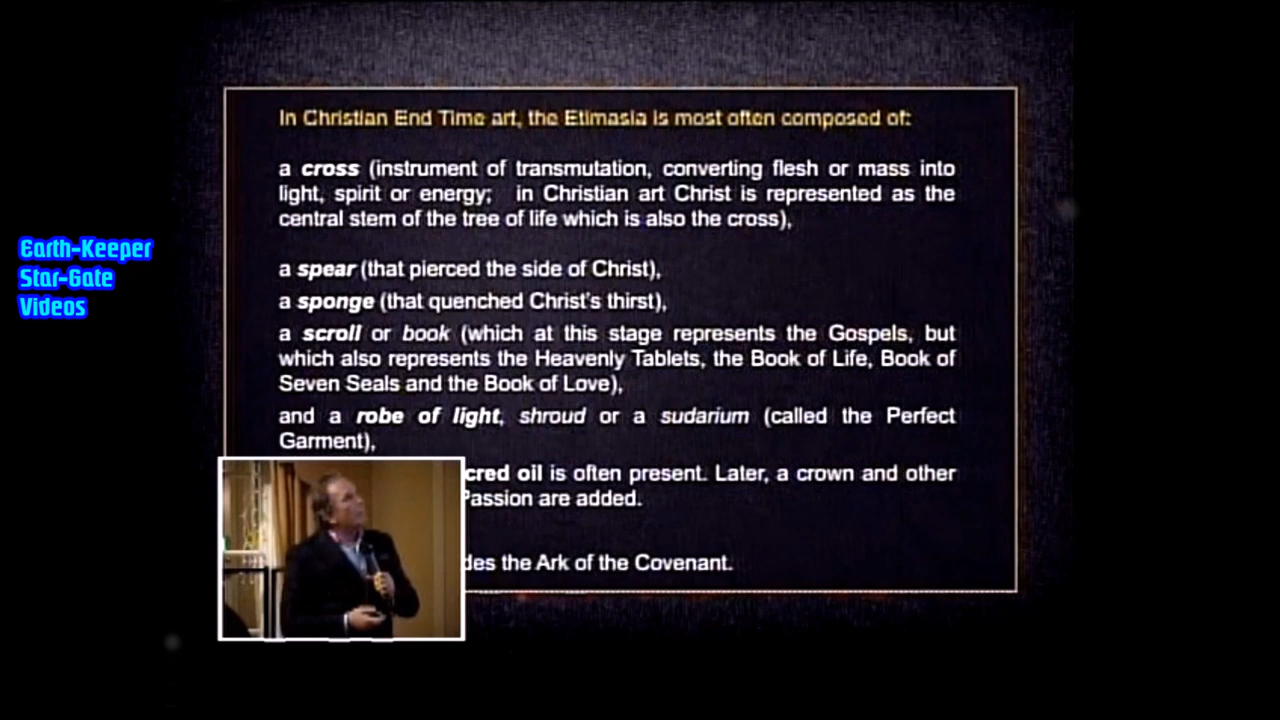 In Christian End Time art, the Etimasia is most often composed of:
a cross (instrument of transmutation, converting flesh or mass into
light, spirit or energy; in Christian art Christ is represented as the
central stem of the tree of life which is also the cross),
a spear (that pierced the side of Christ),
a sponge (that quenched Christ's thirst),
a scroll or book (which at this stage represents the Gospels, but
which also represents the Heavenly Tablets, the Book of Life, Book of
Seven Seals and the Book of Love),
and a robe of light, shroud or a sudarium (called the Perfect
Garment),
cred oil is often present. Later, a crown and other
Passion are added.
des the Ark of the Covenant.
Earth-Keeper
Star-Gate
Videos